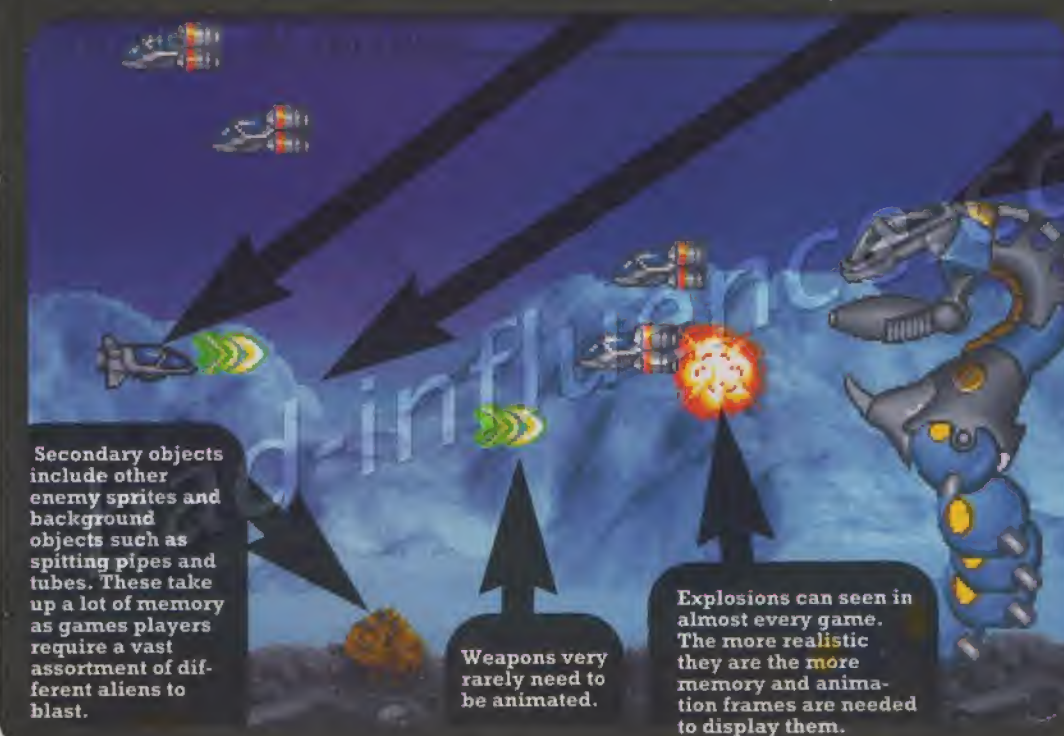 Secondary objects
include other
enemy sprites and
background
objects such as
spitting pipes and
tubes. These take
up a lot of memory
as games players
require a vast
assortment of dif-
ferent aliens to
blast.
Weapons very
rarely need to
be animated.
Explosions can seen in
almost every game.
The more realistic
they are the more
memory and anima-
tion frames are needed
to display them.